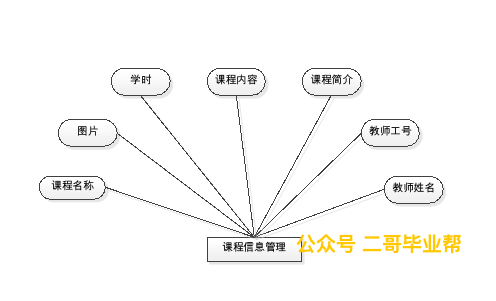 学时
课程内容
课程简介
图片
教师工号
课程名称
教师姓名
课程信息管理
公众号 二哥毕业帮